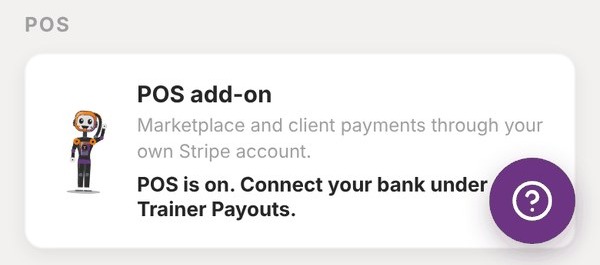 POS
POS add-on
Marketplace and client payments through your
own Stripe account.
POS is on. Connect your bank under
Trainer Payouts.
?